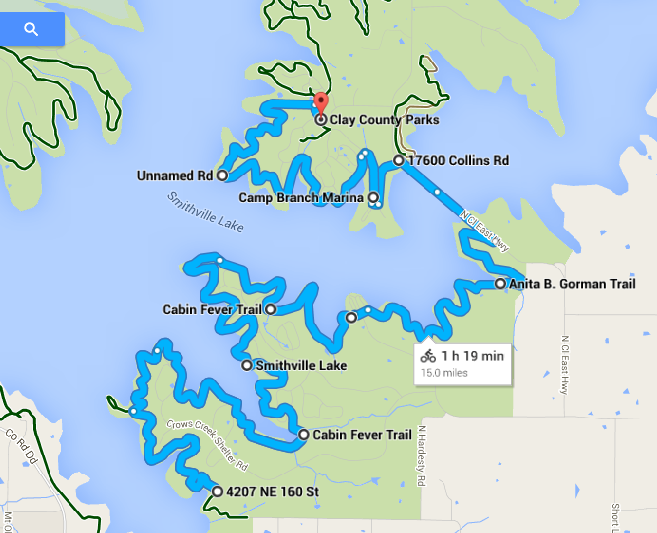 Clay County Parks
17600 Collins Rd
Unnamed Rd
Camp Branch Marina
Smithville Lake
N Cl East Hwy
Anita B. Gorman Trail
Cabin Fever Trail
1 h 19 min
15.0 miles
N Cl East Hwy
Smithville Lake
Crows Creek Shelter Rd
Cabin Fever Trail
N Hardesty Rd
Co Rd Dd
4207 NE 160 St
Mt Ol
Short L